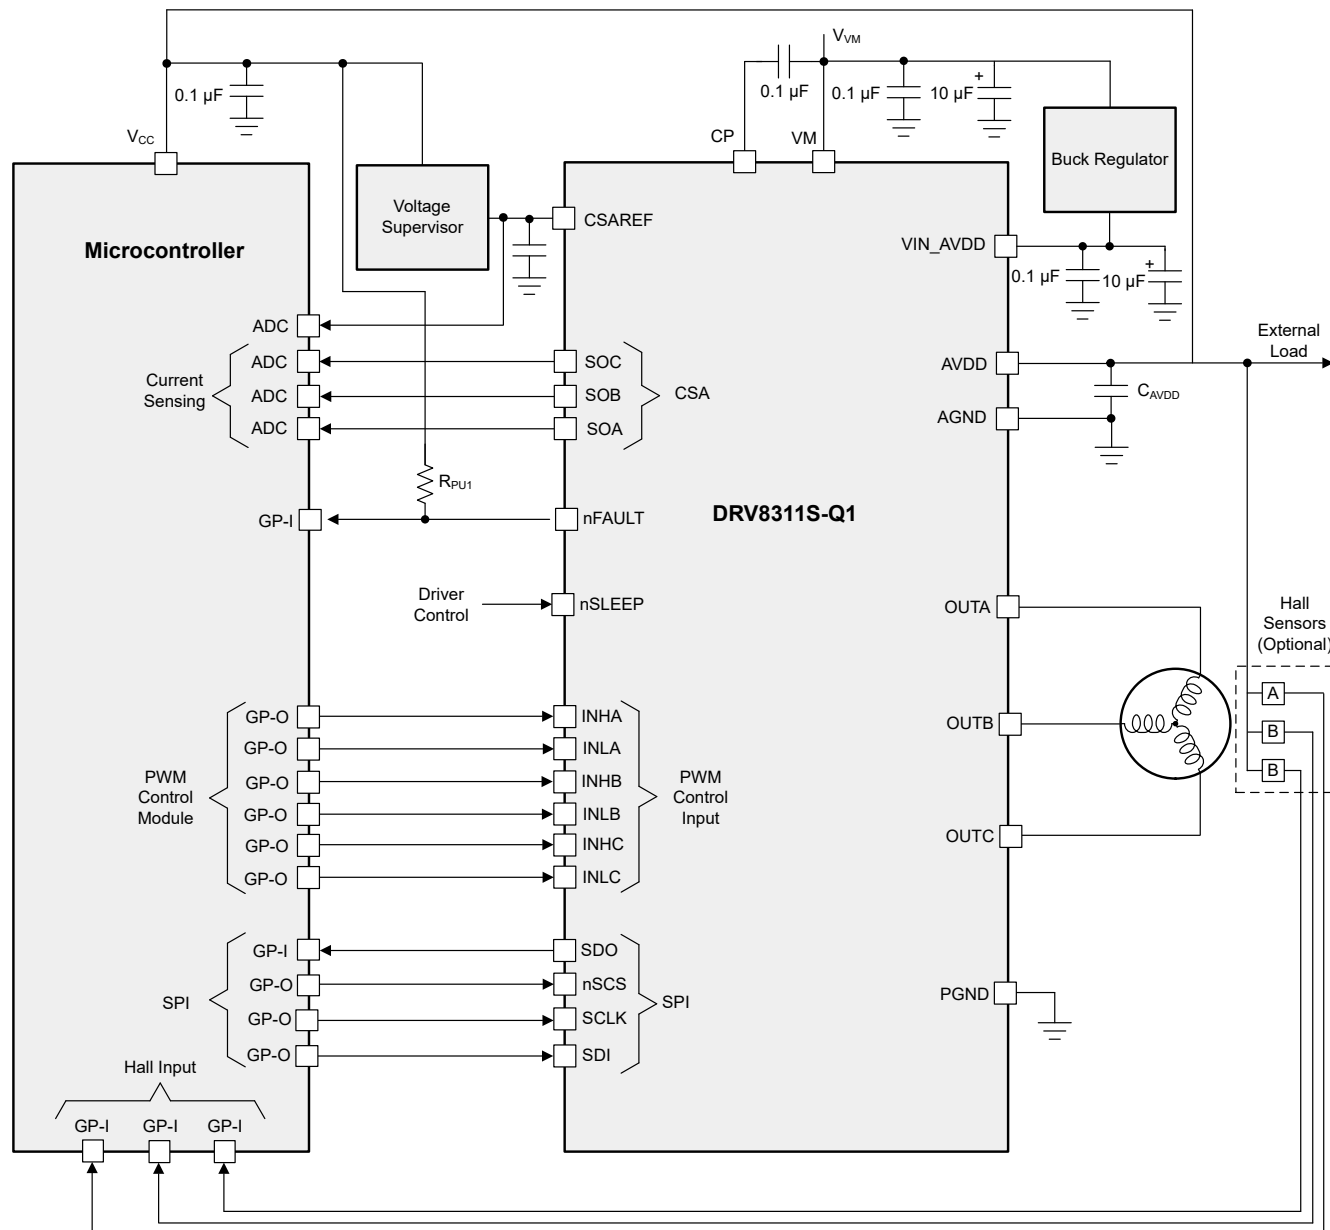 V_VM
0.1 µF
0.1 µF
0.1 µF
10 µF
+
V_CC
CP
VM
Buck Regulator
Voltage
Supervisor
CSAREF
VIN_AVDD
Microcontroller
0.1 µF
10 µF
+
ADC
External
Load
Current
Sensing
ADC
ADC
ADC
SOC
SOB
SOA
CSA
AVDD
C_AVDD
AGND
R_PU1
GP-I
nFAULT
DRV8311S-Q1
Driver
Control
nSLEEP
OUTA
Hall
Sensors
(Optional)
A
B
B
PWM
Control
Module
GP-O
GP-O
GP-O
GP-O
GP-O
GP-O
INHA
INLA
INHB
INLB
INHC
INLC
PWM
Control
Input
OUTB
OUTC
SPI
GP-I
GP-O
GP-O
GP-O
SDO
nSCS
SCLK
SDI
SPI
PGND
Hall Input
GP-I
GP-I
GP-I